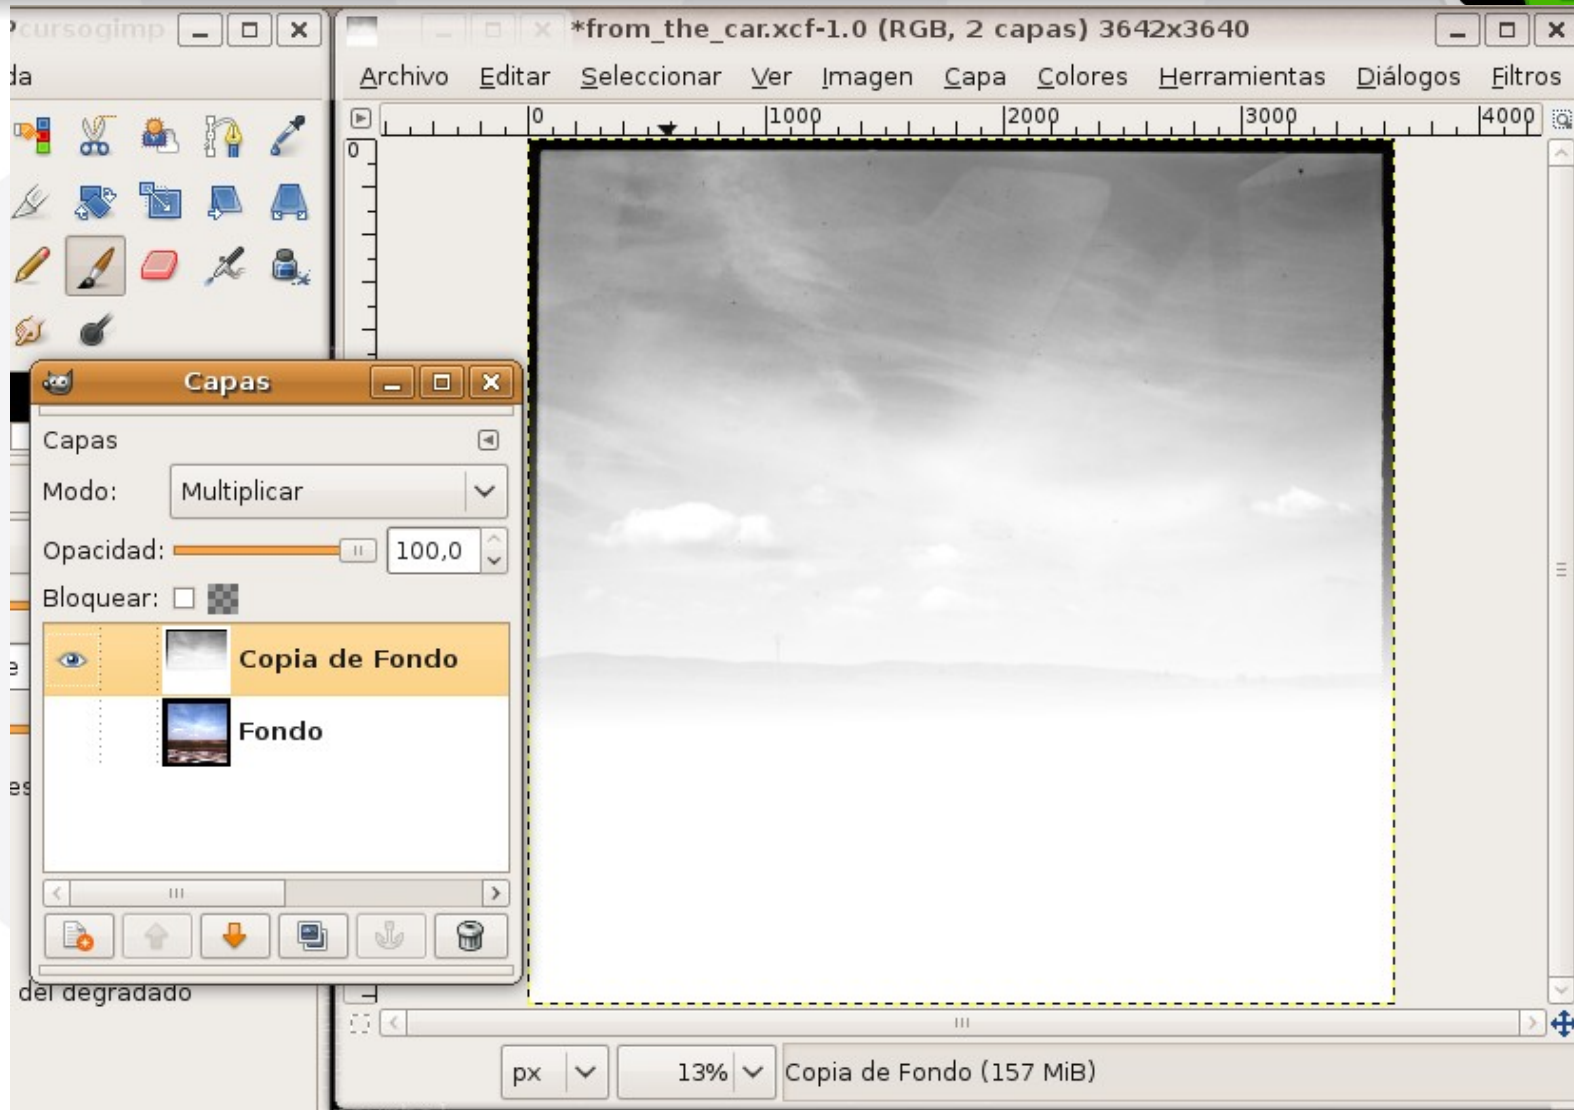 cursogimp
*from_the_car.xcf-1.0 (RGB, 2 capas) 3642x3640
da
Archivo Editar Seleccionar Ver Imagen Capa Colores Herramientas Diálogos Filtros
0 1000 2000 3000 4000
0
Capas
Capas
Modo: Multiplicar
Opacidad: 100,0
Bloquear:
Copia de Fondo
Fondo
es
del degradado
px 13% Copia de Fondo (157 MiB)